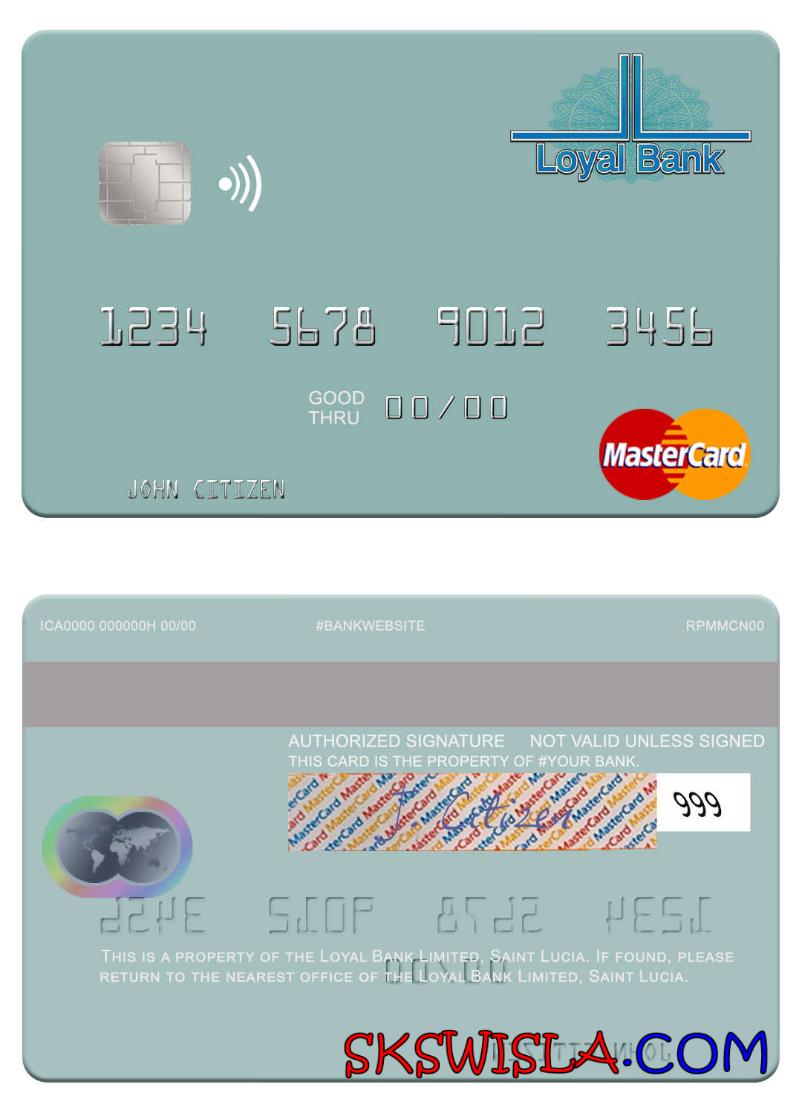 Loyal Bank
1234 5678 9012 3456
GOOD THRU 00/00
MasterCard
JOHN CITIZEN
ICA0000 000000H 00/00 #BANKWEBSITE RPMMCN00
AUTHORIZED SIGNATURE NOT VALID UNLESS SIGNED
THIS CARD IS THE PROPERTY OF #YOUR BANK.
MasterCard
J Citizen 999
THIS IS A PROPERTY OF THE LOYAL BANK LIMITED, SAINT LUCIA. IF FOUND, PLEASE
RETURN TO THE NEAREST OFFICE OF THE LOYAL BANK LIMITED, SAINT LUCIA.
SKSWISLA.COM